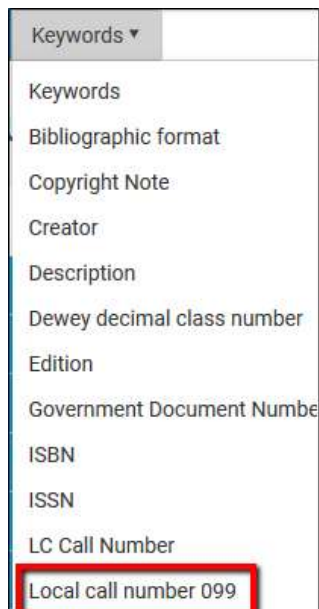 Keywords ▼
Keywords
Bibliographic format
Copyright Note
Creator
Description
Dewey decimal class number
Edition
Government Document Numbe
ISBN
ISSN
LC Call Number
Local call number 099